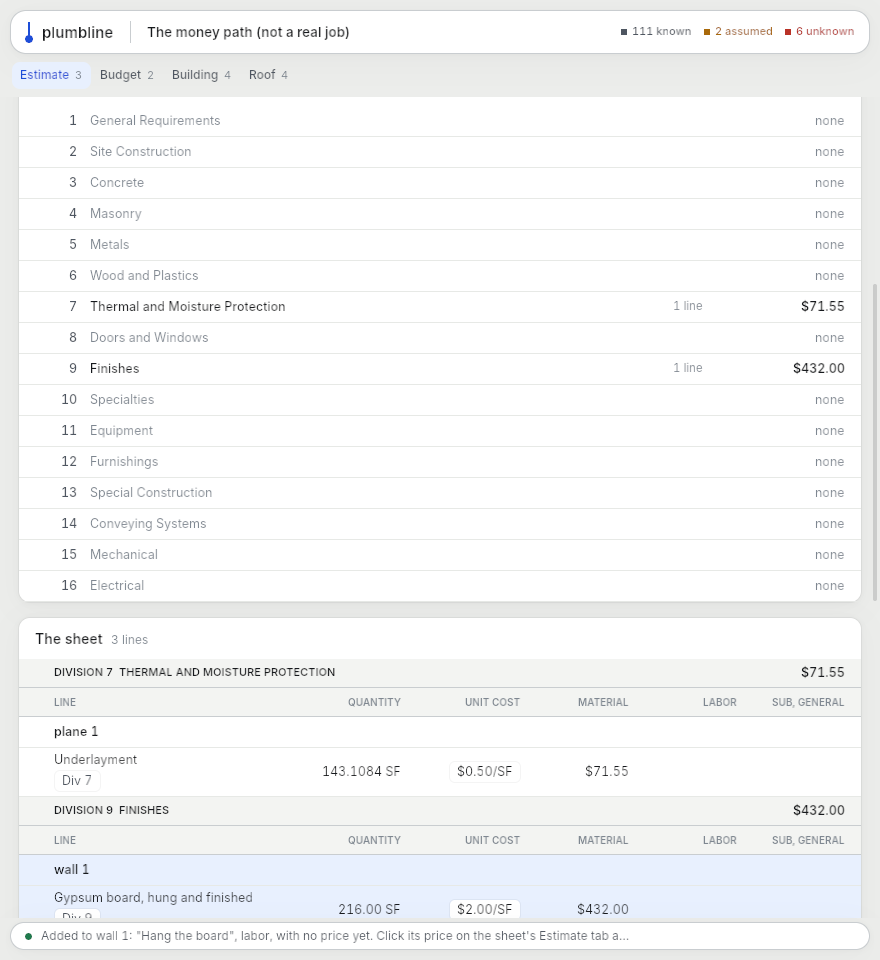 plumbline The money path (not a real job) 111 known 2 assumed 6 unknown
Estimate 3 Budget 2 Building 4 Roof 4
1 General Requirements none
2 Site Construction none
3 Concrete none
4 Masonry none
5 Metals none
6 Wood and Plastics none
7 Thermal and Moisture Protection 1 line $71.55
8 Doors and Windows none
9 Finishes 1 line $432.00
10 Specialties none
11 Equipment none
12 Furnishings none
13 Special Construction none
14 Conveying Systems none
15 Mechanical none
16 Electrical none
The sheet 3 lines
DIVISION 7 THERMAL AND MOISTURE PROTECTION $71.55
LINE QUANTITY UNIT COST MATERIAL LABOR SUB, GENERAL
plane 1
Underlayment 143.1084 SF $0.50/SF $71.55
Div 7
DIVISION 9 FINISHES $432.00
LINE QUANTITY UNIT COST MATERIAL LABOR SUB, GENERAL
wall 1
Gypsum board, hung and finished 216.00 SF $2.00/SF $432.00
Div 9
Added to wall 1: "Hang the board", labor, with no price yet. Click its price on the sheet's Estimate tab a...